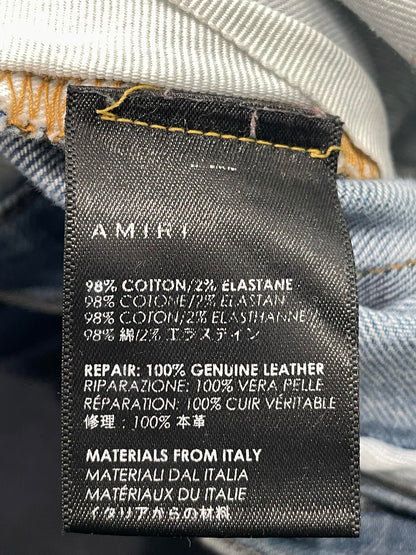 AMIRI
98% COTTON/2% ELASTANE
98% COTONE/2% ELASTAN
98% COTON/2% ELASTHANNE
98% 綿/2% エラスティン
REPAIR: 100% GENUINE LEATHER
RIPARAZIONE: 100% VERA PELLE
RÉPARATION: 100% CUIR VÉRITABLE
修理：100% 本革
MATERIALS FROM ITALY
MATERIALI DAL ITALIA
MATÉRIAUX DU ITALIE
イタリアからの材料